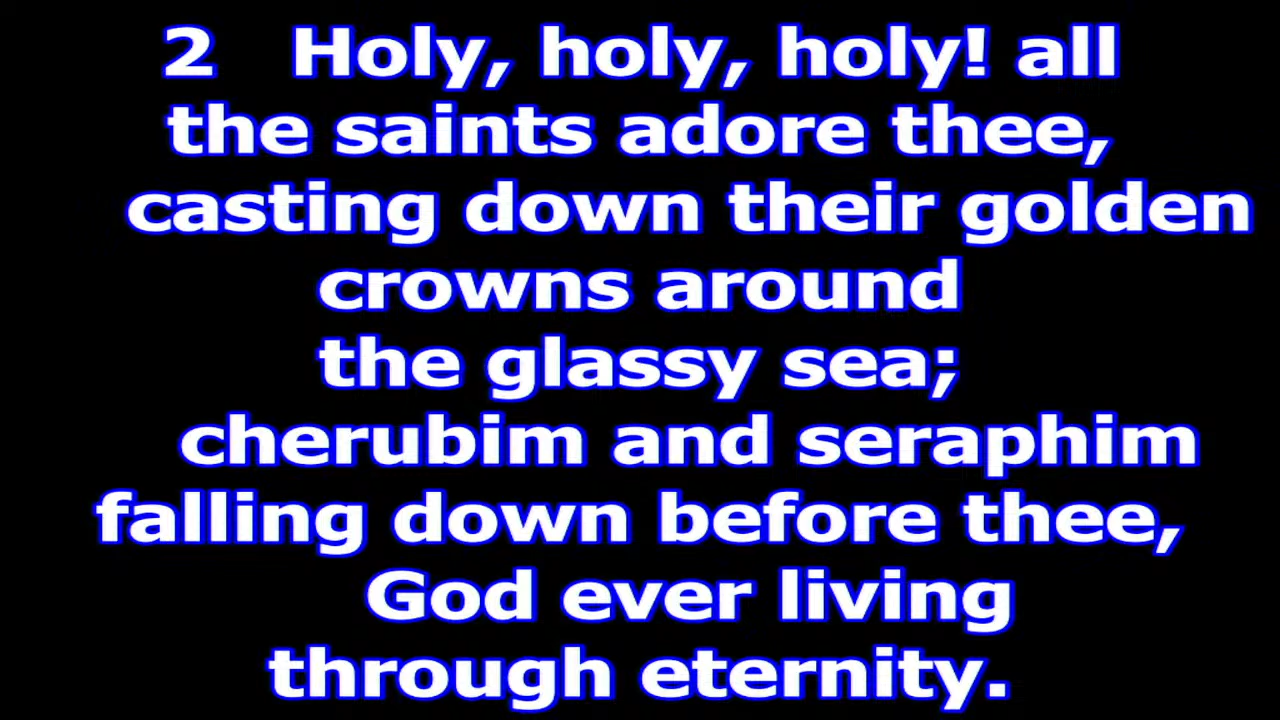 2 Holy, holy, holy! all
the saints adore thee,
casting down their golden
crowns around
the glassy sea;
cherubim and seraphim
falling down before thee,
God ever living
through eternity.